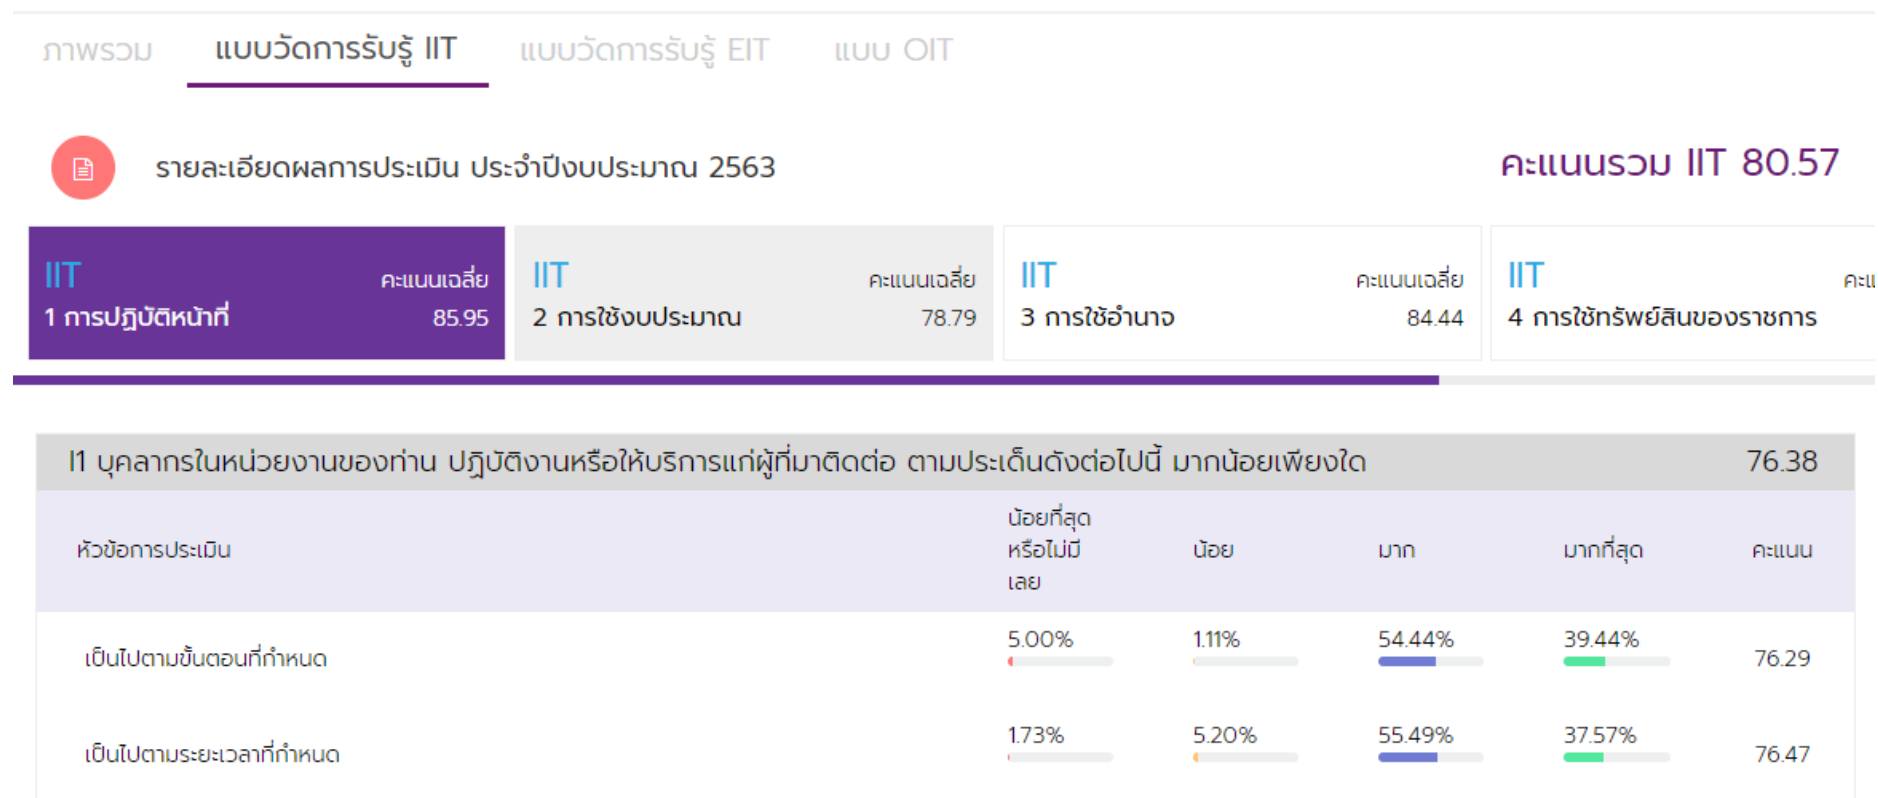 ภาพรวม แบบวัดการรับรู้ IIT แบบวัดการรับรู้ EIT แบบ OIT
รายละเอียดผลการประเมิน ประจำปีงบประมาณ 2563 คะแนนรวม IIT 80.57
IIT คะแนนเฉลี่ย IIT คะแนนเฉลี่ย IIT คะแนนเฉลี่ย IIT
1 การปฏิบัติหน้าที่ 85.95 2 การใช้งบประมาณ 78.79 3 การใช้อำนาจ 84.44 4 การใช้ทรัพย์สินของราชการ
I1 บุคลากรในหน่วยงานของท่าน ปฏิบัติงานหรือให้บริการแก่ผู้ที่มาติดต่อ ตามประเด็นดังต่อไปนี้ มากน้อยเพียงใด 76.38
น้อยที่สุด
หัวข้อการประเมิน หรือไม่มี น้อย มาก มากที่สุด คะแนน
เลย
เป็นไปตามขั้นตอนที่กำหนด 5.00% 1.11% 54.44% 39.44% 76.29
เป็นไปตามระยะเวลาที่กำหนด 1.73% 5.20% 55.49% 37.57% 76.47